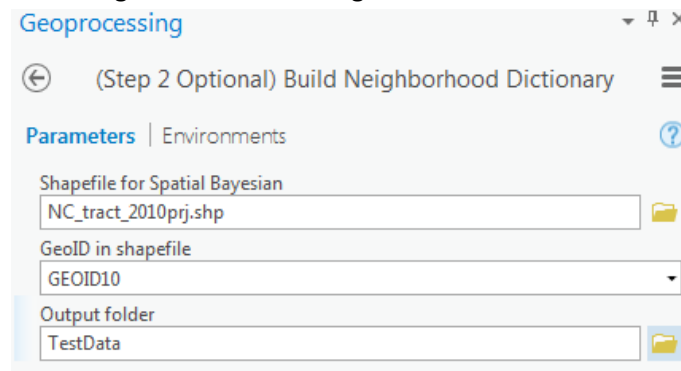 Geoprocessing
(Step 2 Optional) Build Neighborhood Dictionary
Parameters | Environments
Shapefile for Spatial Bayesian
NC_tract_2010prj.shp
GeoID in shapefile
GEOID10
Output folder
TestData